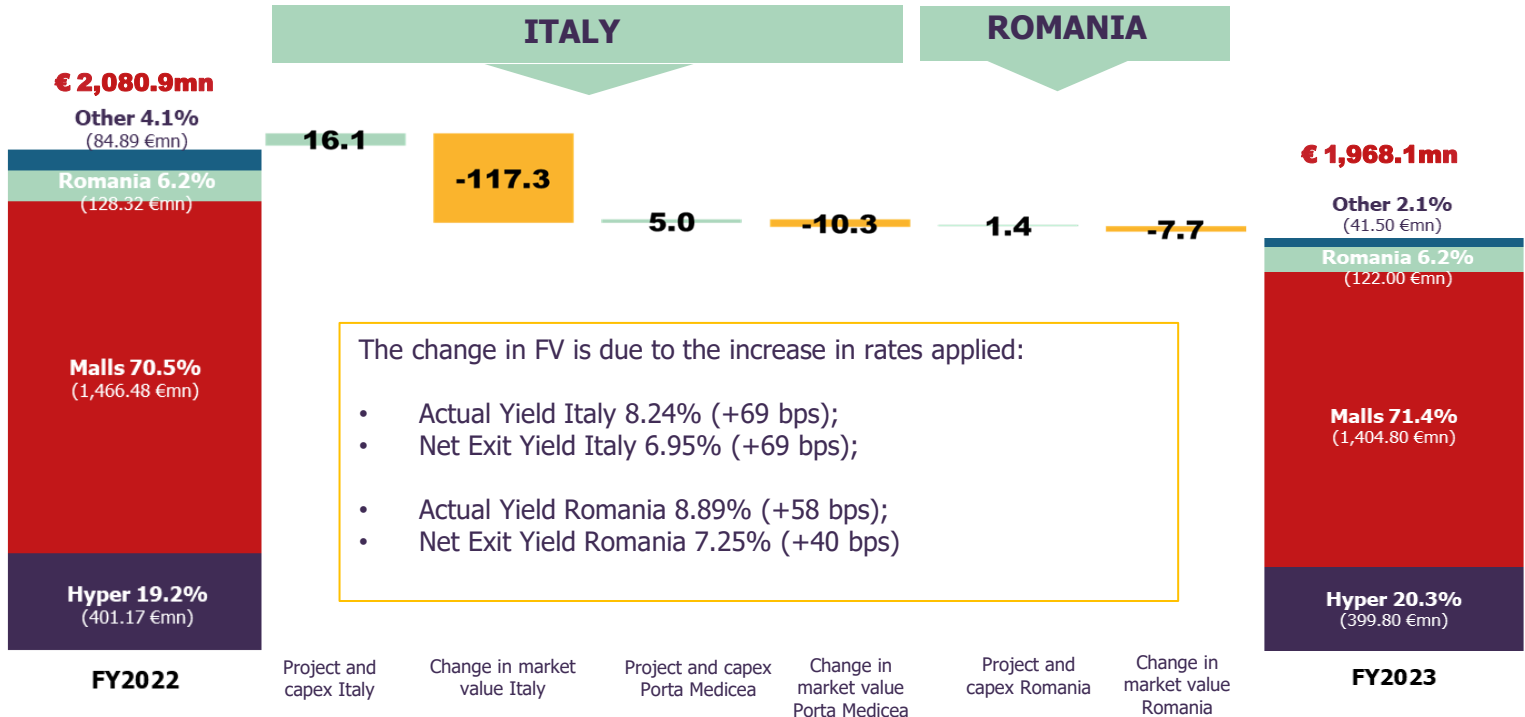 ITALY
ROMANIA
€ 2,080.9mn
Other 4.1%
(84.89 €mn)
Romania 6.2%
(128.32 €mn)
Malls 70.5%
(1,466.48 €mn)
Hyper 19.2%
(401.17 €mn)
FY2022
16.1
-117.3
5.0
-10.3
1.4
-7.7
The change in FV is due to the increase in rates applied:
• Actual Yield Italy 8.24% (+69 bps);
• Net Exit Yield Italy 6.95% (+69 bps);
• Actual Yield Romania 8.89% (+58 bps);
• Net Exit Yield Romania 7.25% (+40 bps)
Project and
capex Italy
Change in market
value Italy
Project and capex
Porta Medicea
Change in
market value
Porta Medicea
Project and
capex Romania
Change in
market value
Romania
€ 1,968.1mn
Other 2.1%
(41.50 €mn)
Romania 6.2%
(122.00 €mn)
Malls 71.4%
(1,404.80 €mn)
Hyper 20.3%
(399.80 €mn)
FY2023